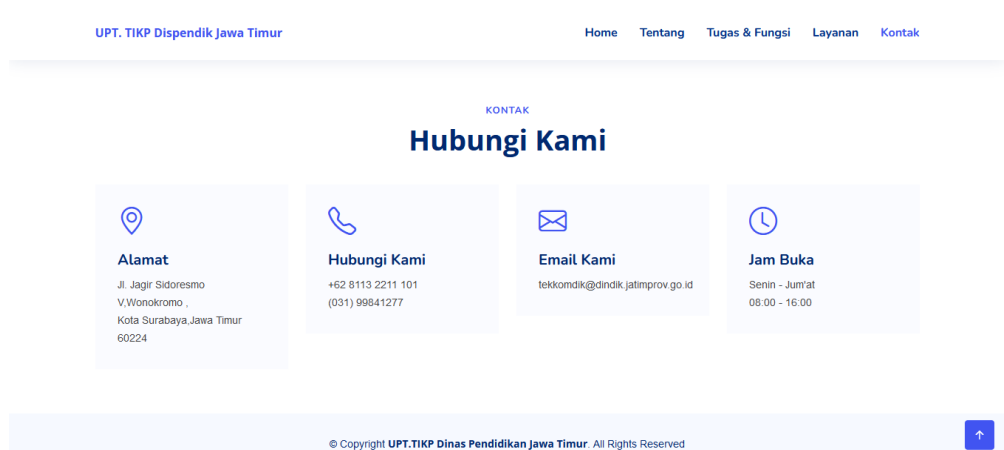 UPT. TIKP Dispendik Jawa Timur
Home Tentang Tugas & Fungsi Layanan Kontak
KONTAK
Hubungi Kami
Alamat
Jl. Jagir Sidoresmo
V,Wonokromo ,
Kota Surabaya,Jawa Timur
60224
Hubungi Kami
+62 8113 2211 101
(031) 99841277
Email Kami
tekkomdik@dindik.jatimprov.go.id
Jam Buka
Senin - Jum'at
08:00 - 16:00
© Copyright UPT.TIKP Dinas Pendidikan Jawa Timur. All Rights Reserved